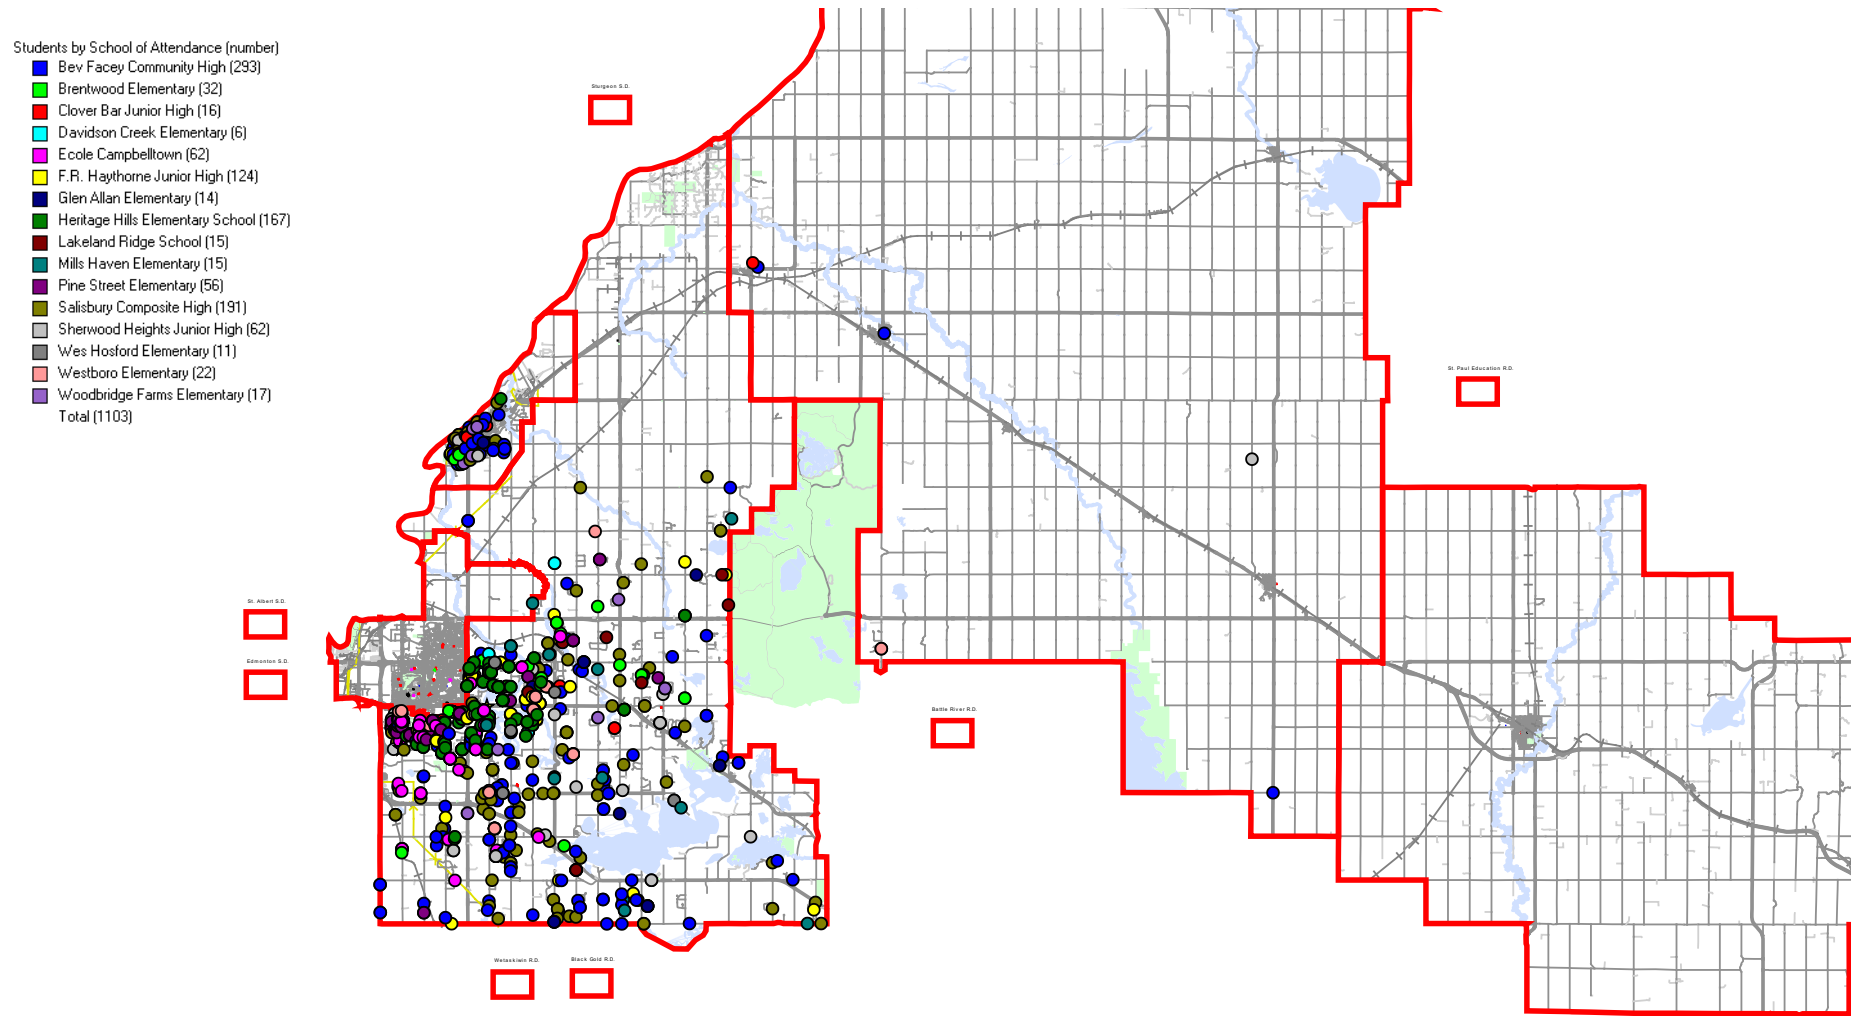 Students by School of Attendance (number)
Bev Facey Community High (293)
Brentwood Elementary (32)
Clover Bar Junior High (16)
Davidson Creek Elementary (6)
Ecole Campbelltown (62)
F.R. Haythorne Junior High (124)
Glen Allan Elementary (14)
Heritage Hills Elementary School (167)
Lakeland Ridge School (15)
Mills Haven Elementary (15)
Pine Street Elementary (56)
Salisbury Composite High (191)
Sherwood Heights Junior High (62)
Wes Hosford Elementary (11)
Westboro Elementary (22)
Woodbridge Farms Elementary (17)
Total (1103)
Sturgeon S.D.
St. Paul Education R.D.
St. Albert S.D.
Edmonton S.D.
Battle River R.D.
Wetaskiwin R.D.
Black Gold R.D.